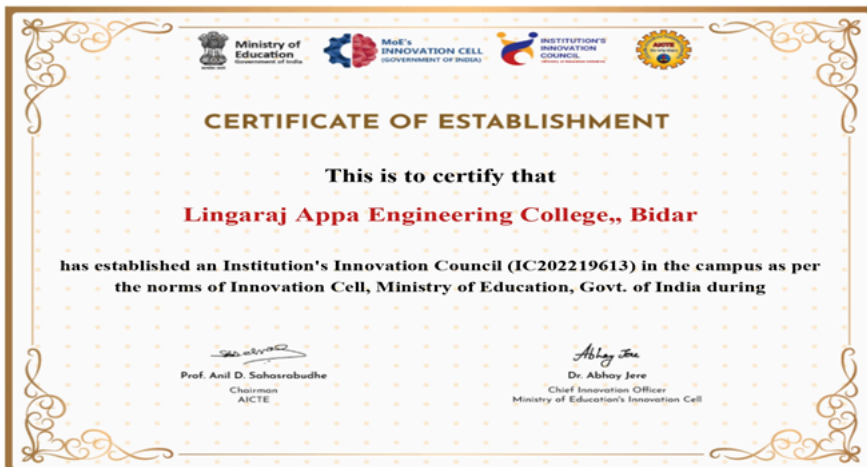 Ministry of
Education
Government of India
MoE's
INNOVATION CELL
(GOVERNMENT OF INDIA)
INSTITUTION'S
INNOVATION
COUNCIL
AICTE
CERTIFICATE OF ESTABLISHMENT
This is to certify that
Lingaraj Appa Engineering College,, Bidar
has established an Institution's Innovation Council (IC202219613) in the campus as per
the norms of Innovation Cell, Ministry of Education, Govt. of India during
Abhay Jere
Prof. Anil D. Sahasrabudhe
Dr. Abhay Jere
Chairman
Chief Innovation Officer
AICTE
Ministry of Education's Innovation Cell